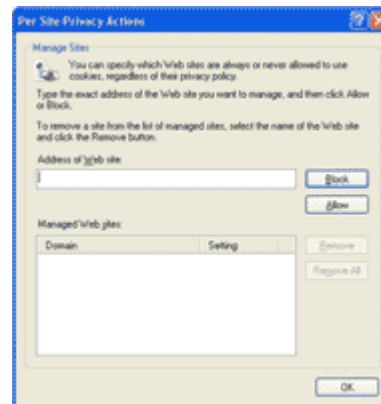 Per Site Privacy Actions
Manage Sites
You can specify which Web sites are always or never allowed to use
cookies, regardless of their privacy policy.
Type the exact address of the Web site you want to manage, and then click Allow
or Block.
To remove a site from the list of managed sites, select the name of the Web site
and click the Remove button.
Address of Web site:
Block
Allow
Managed Web sites:
Domain Setting
Remove
Remove All
OK